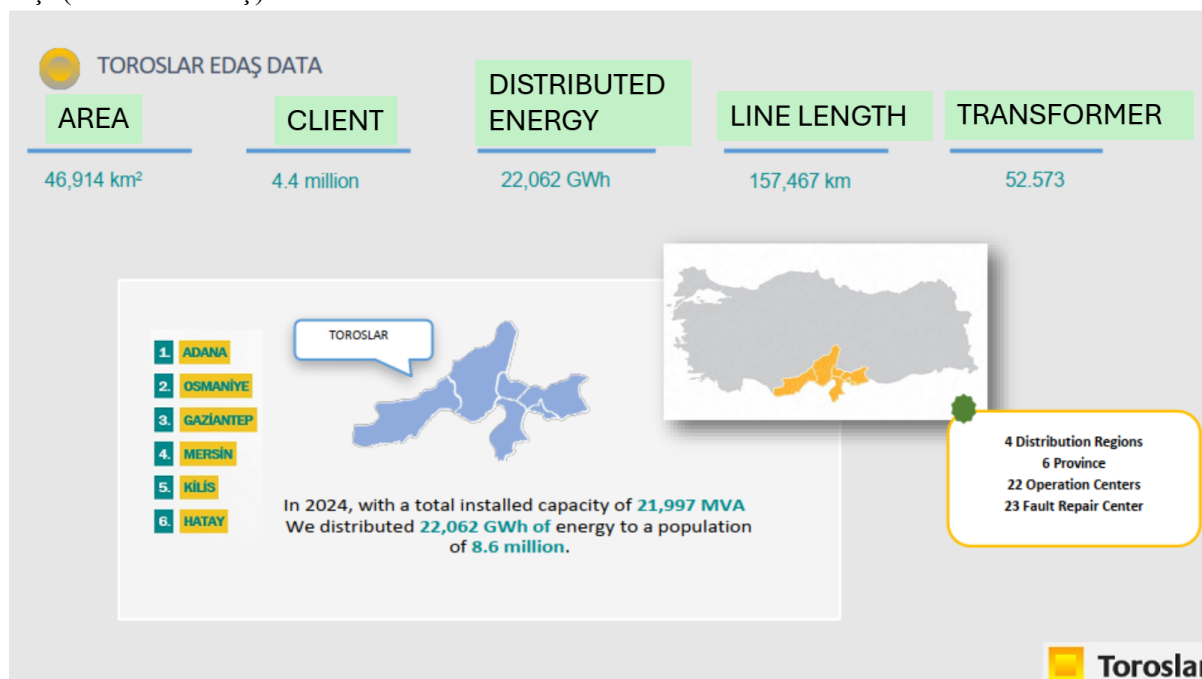 TOROSLAR EDAŞ DATA
AREA
CLIENT
DISTRIBUTED
ENERGY
LINE LENGTH
TRANSFORMER
46,914 km²
4.4 million
22,062 GWh
157,467 km
52.573
TOROSLAR
1. ADANA
2. OSMANİYE
3. GAZİANTEP
4. MERSİN
5. KİLİS
6. HATAY
In 2024, with a total installed capacity of 21,997 MVA
We distributed 22,062 GWh of energy to a population
of 8.6 million.
4 Distribution Regions
6 Province
22 Operation Centers
23 Fault Repair Center
Toroslar